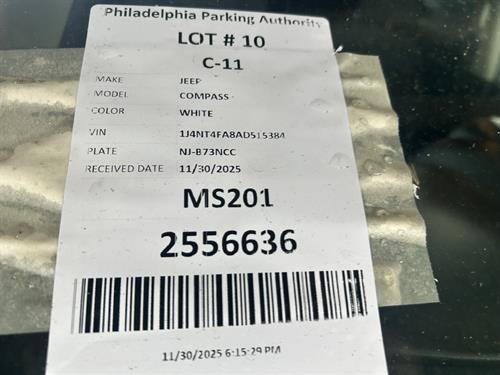 Philadelphia Parking Authority
LOT # 10
C-11
MAKE JEEP
MODEL COMPASS
COLOR WHITE
VIN 1J4NT4FA8AD515384
PLATE NJ-B73NCC
RECEIVED DATE 11/30/2025
MS201
2556636
11/30/2025 6:15:29 PM